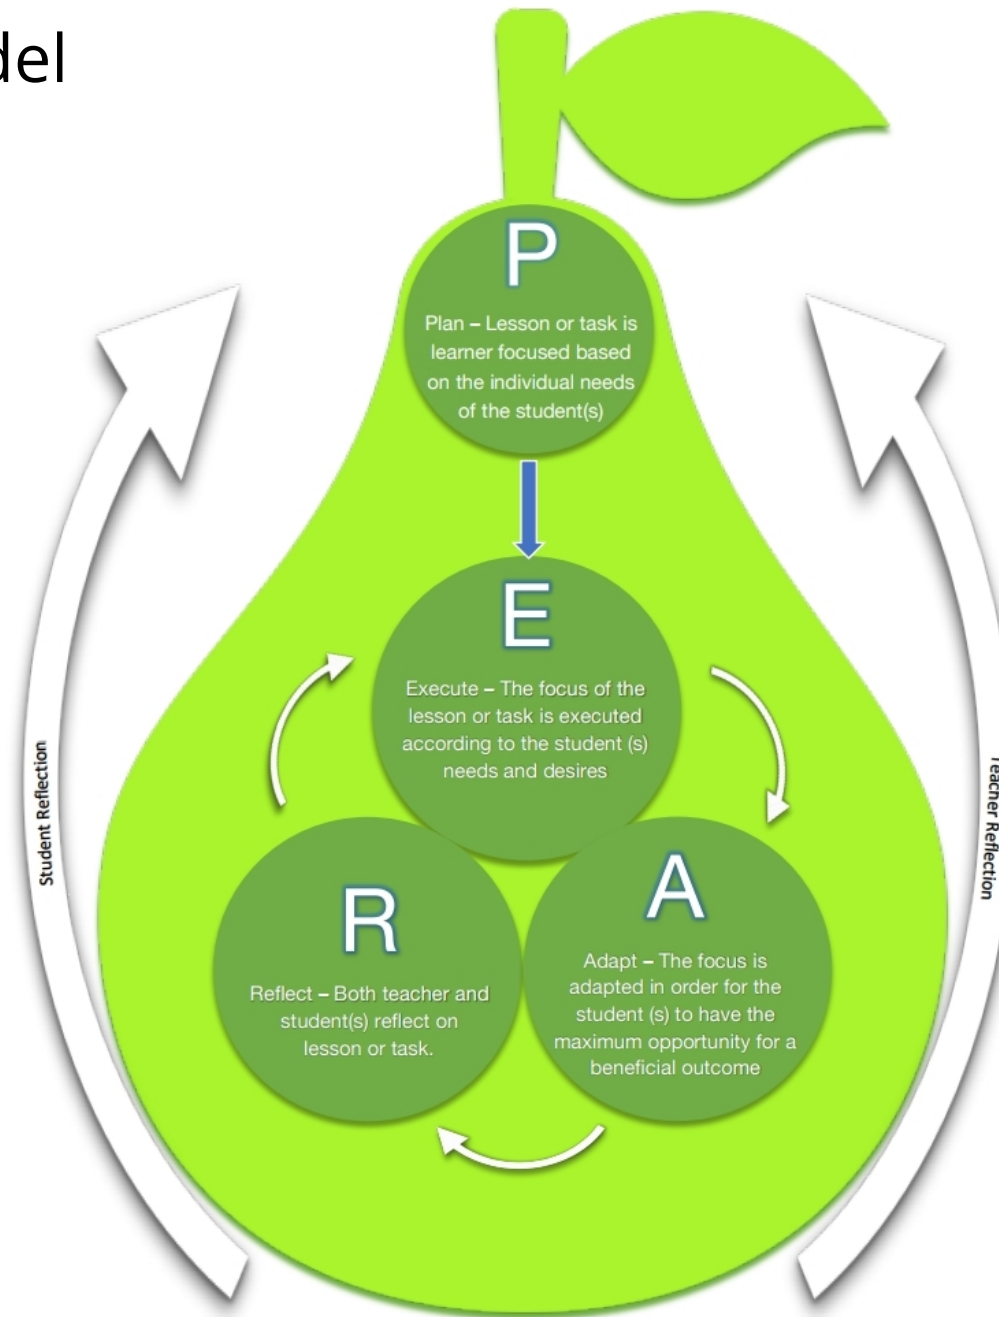 del
P
Plan – Lesson or task is
learner focused based
on the individual needs
of the student(s)
E
Execute – The focus of the
lesson or task is executed
according to the student (s)
needs and desires
A
Adapt – The focus is
adapted in order for the
student (s) to have the
maximum opportunity for a
beneficial outcome
R
Reflect – Both teacher and
student(s) reflect on
lesson or task.
Student Reflection
Teacher Reflection